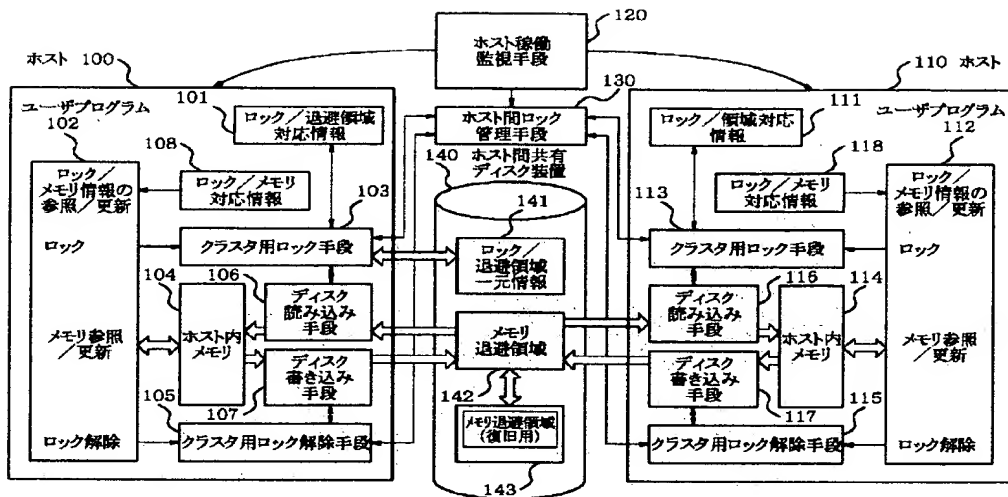 120
ホスト稼働
監視手段
ホスト 100
110 ホスト
130
ユーザプログラム
102
101
ロック/退避領域
対応情報
108
ロック/メモリ
対応情報
ロック/
メモリ情報の
参照/更新
ロック
103
クラスタ用ロック手段
104
106
ディスク
読み込み
手段
ホスト内
メモリ
メモリ参照
/更新
ディスク
書き込み
手段
105
107
ロック解除
クラスタ用ロック解除手段
ホスト間ロック
管理手段
ホスト間共有
ディスク装置
140
141
ロック/
退避領域
一元情報
メモリ
退避領域
142
メモリ退避領域
(復旧用)
143
ユーザプログラム
111
112
ロック/領域対応
情報
118
ロック/メモリ
対応情報
ロック/
メモリ情報の
参照/更新
113
ロック
クラスタ用ロック手段
116
114
ディスク
読み込み
手段
ホスト内
メモリ
メモリ参照
/更新
ディスク
書き込み
手段
117
115
クラスタ用ロック解除手段
ロック解除